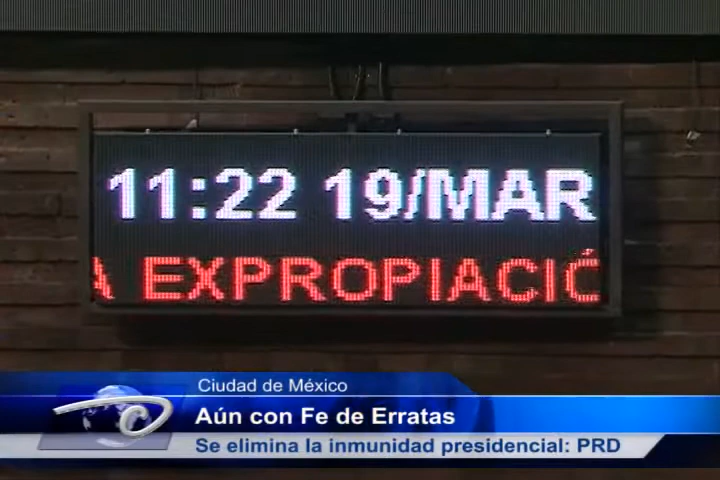 11:22 19/MAR
A EXPROPIACIÓ
Ciudad de México
Aún con Fe de Erratas
Se elimina la inmunidad presidencial: PRD